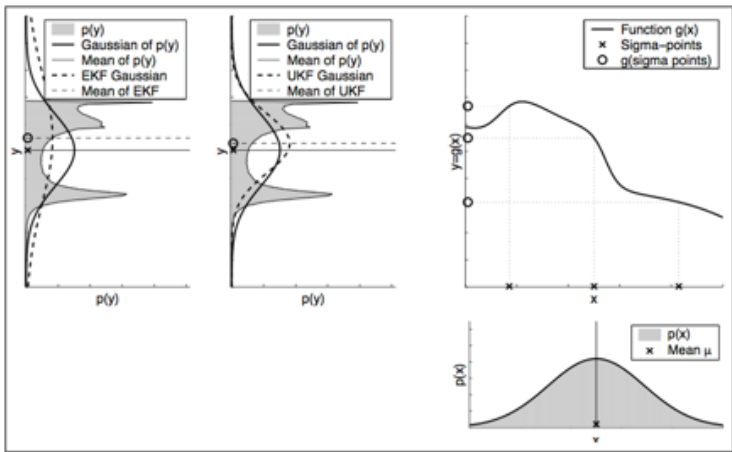 p(y)
Gaussian of p(y)
Mean of p(y)
EKF Gaussian
Mean of EKF
y
p(y)
p(y)
Gaussian of p(y)
Mean of p(y)
UKF Gaussian
Mean of UKF
y
p(y)
Function g(x)
Sigma-points
g(sigma points)
y=g(x)
x
p(x)
Mean μ
p(x)